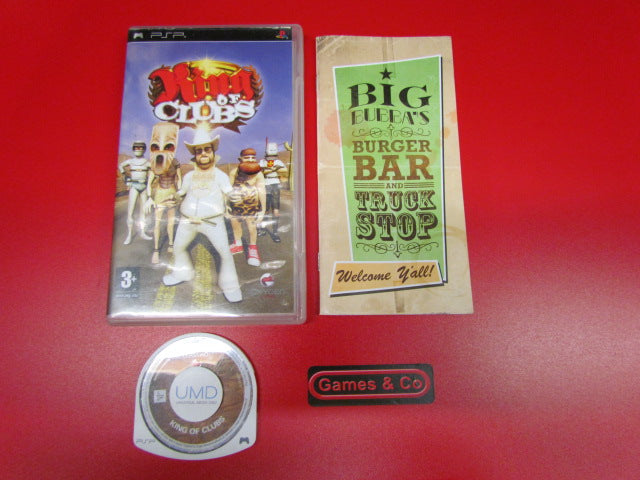 PSP
King
OF
CLUBS
3+
BIG
BUBBA'S
BURGER
BAR
AND
TRUCK
STOP
Welcome Y'all!
UMD
UNIVERSAL MEDIA DISC
KING OF CLUBS
PSP
Games & Co